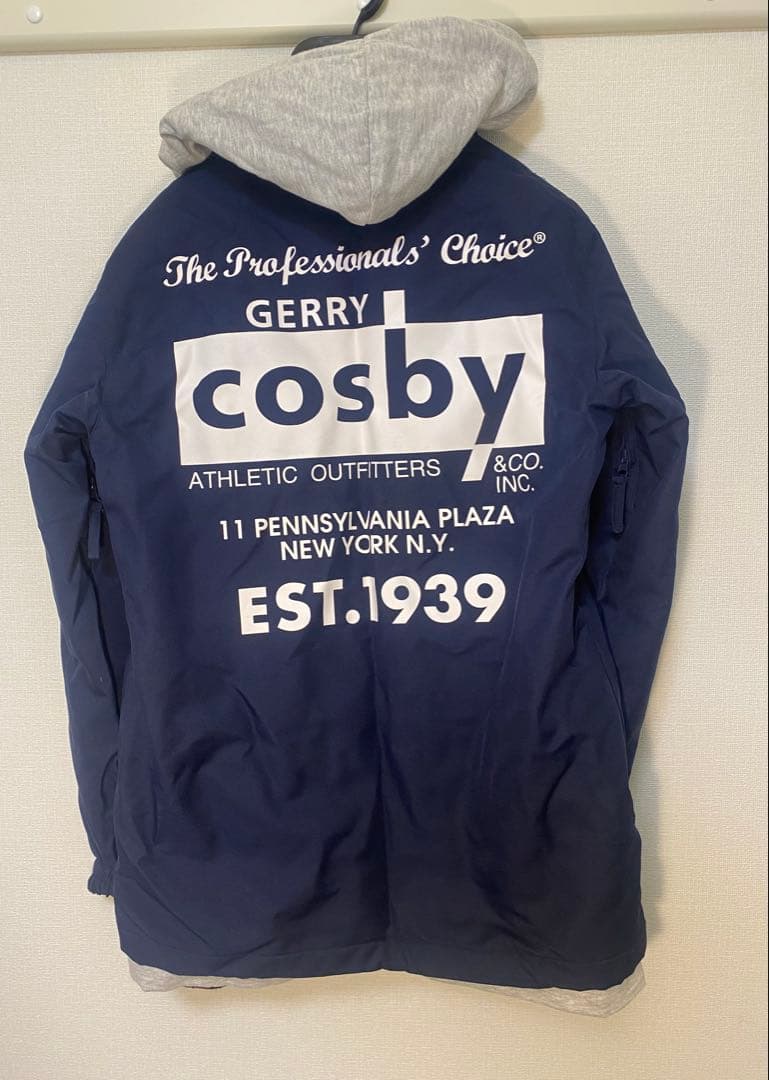 The Professionals' Choice®
GERRY
cosby
ATHLETIC OUTFITTERS &CO. INC.
11 PENNSYLVANIA PLAZA
NEW YORK N.Y.
EST.1939